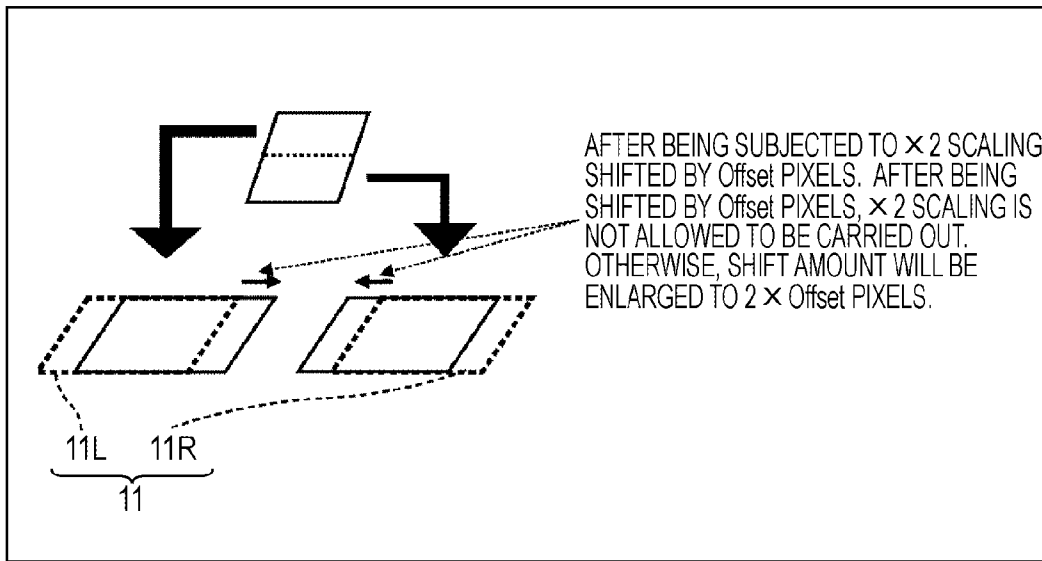 AFTER BEING SUBJECTED TO ×2 SCALING
SHIFTED BY Offset PIXELS. AFTER BEING
SHIFTED BY Offset PIXELS, ×2 SCALING IS
NOT ALLOWED TO BE CARRIED OUT.
OTHERWISE, SHIFT AMOUNT WILL BE
ENLARGED TO 2 × Offset PIXELS.
11L 11R
11